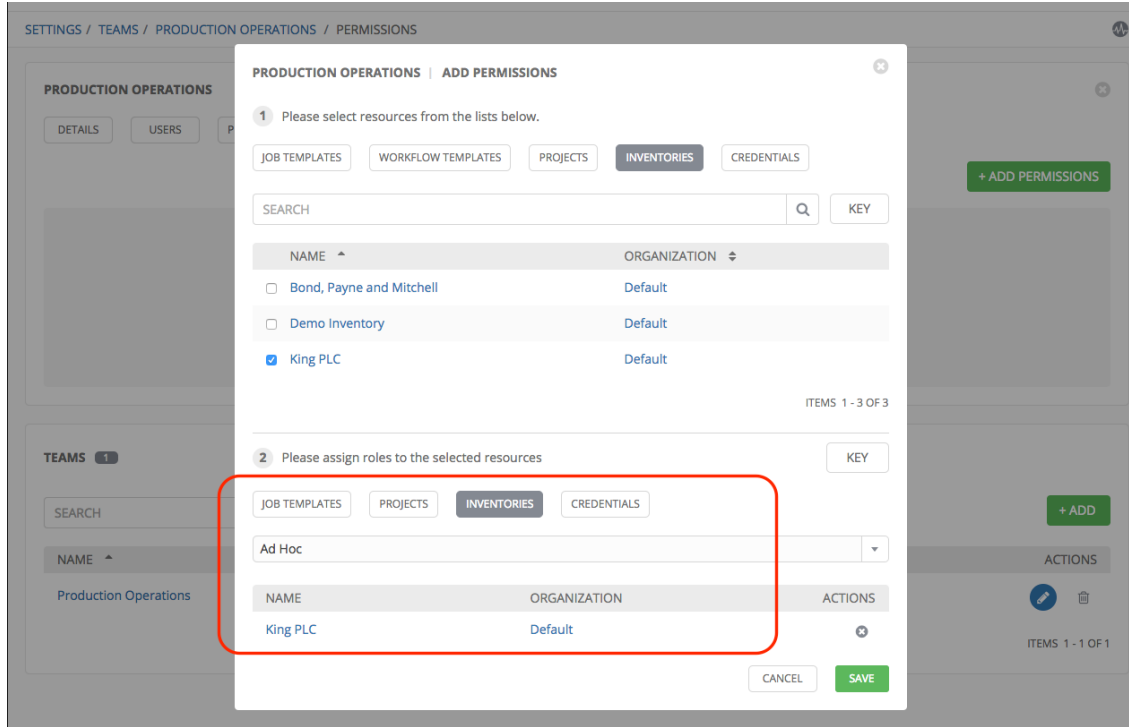 SETTINGS / TEAMS / PRODUCTION OPERATIONS / PERMISSIONS
PRODUCTION OPERATIONS
DETAILS USERS P
+ ADD PERMISSIONS
PRODUCTION OPERATIONS | ADD PERMISSIONS
1 Please select resources from the lists below.
JOB TEMPLATES WORKFLOW TEMPLATES PROJECTS INVENTORIES CREDENTIALS
SEARCH KEY
NAME ORGANIZATION
Bond, Payne and Mitchell Default
Demo Inventory Default
King PLC Default
ITEMS 1 - 3 OF 3
2 Please assign roles to the selected resources KEY
JOB TEMPLATES PROJECTS INVENTORIES CREDENTIALS
Ad Hoc
NAME ORGANIZATION ACTIONS
King PLC Default
CANCEL SAVE
TEAMS 1
SEARCH + ADD
NAME ACTIONS
Production Operations
ITEMS 1 - 1 OF 1